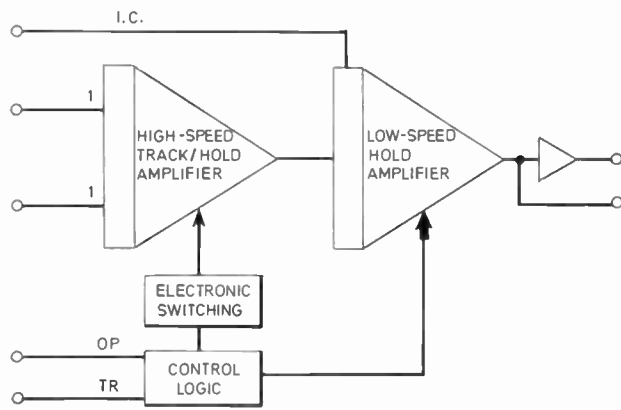 I.C.
1
1
HIGH-SPEED
TRACK/HOLD
AMPLIFIER
LOW-SPEED
HOLD
AMPLIFIER
ELECTRONIC
SWITCHING
OP
TR
CONTROL
LOGIC